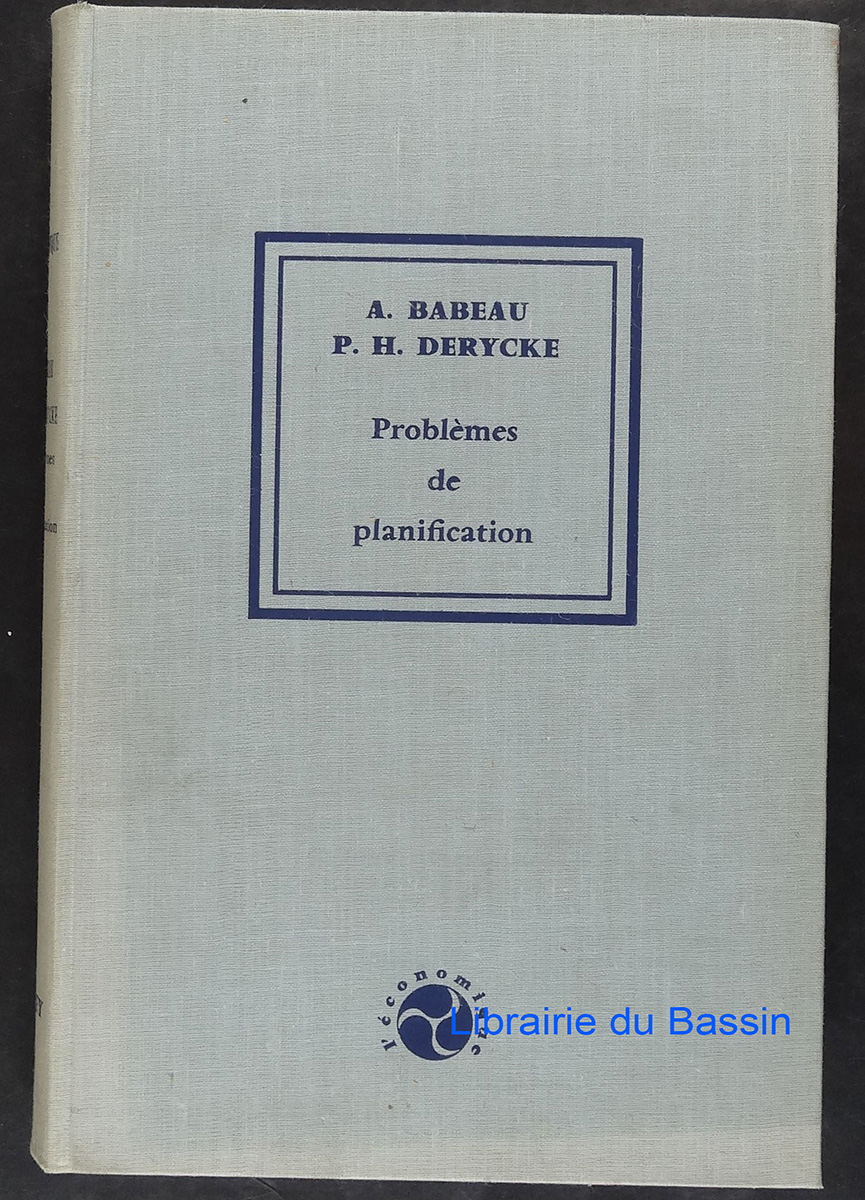 A. BABEAU
P. H. DERYCKE
Problèmes
de
planification
l'économique
Librairie du Bassin